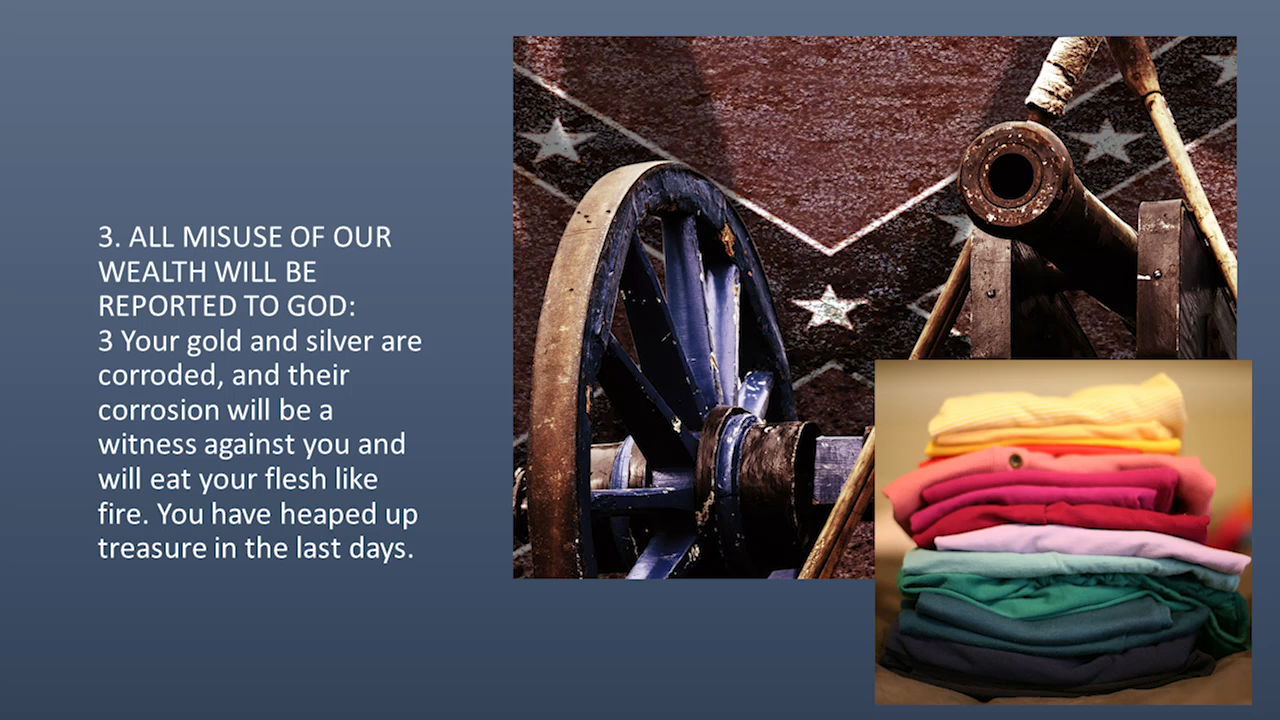 3. ALL MISUSE OF OUR
WEALTH WILL BE
REPORTED TO GOD:
3 Your gold and silver are
corroded, and their
corrosion will be a
witness against you and
will eat your flesh like
fire. You have heaped up
treasure in the last days.